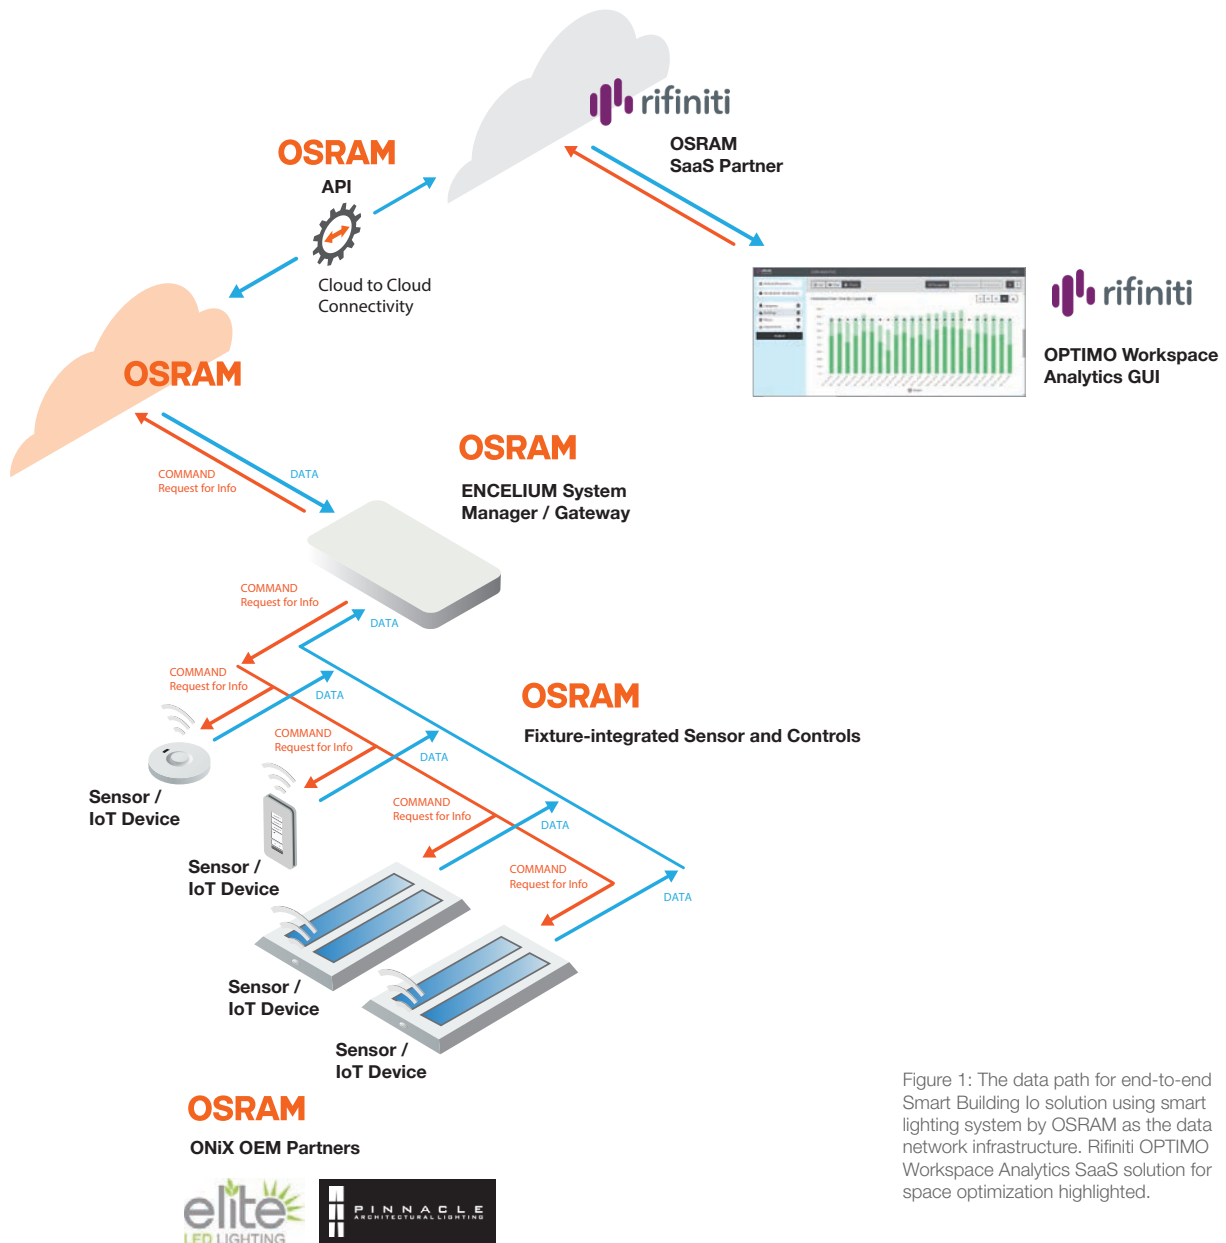 rifiniti
OSRAM
SaaS Partner
OSRAM
API
Cloud to Cloud
Connectivity
rifiniti
OPTIMO Workspace
Analytics GUI
OSRAM
COMMAND
Request for Info
DATA
OSRAM
ENCELIUM System
Manager / Gateway
COMMAND
Request for Info
DATA
COMMAND
Request for Info
DATA
OSRAM
Fixture-integrated Sensor and Controls
COMMAND
Request for Info
DATA
Sensor /
IoT Device
COMMAND
Request for Info
DATA
Sensor /
IoT Device
COMMAND
Request for Info
DATA
Sensor /
IoT Device
Sensor /
IoT Device
OSRAM
ONiX OEM Partners
elite
LED LIGHTING
PINNACLE
ARCHITECTURAL LIGHTING
Figure 1: The data path for end-to-end
Smart Building Io solution using smart
lighting system by OSRAM as the data
network infrastructure. Rifiniti OPTIMO
Workspace Analytics SaaS solution for
space optimization highlighted.